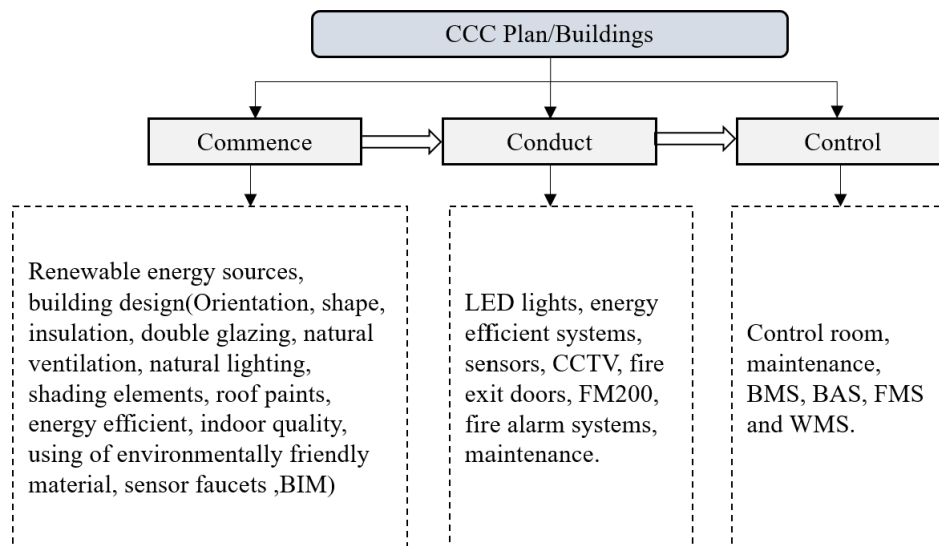 CCC Plan/Buildings
Commence
Conduct
Control
Renewable energy sources,
building design(Orientation, shape,
insulation, double glazing, natural
ventilation, natural lighting,
shading elements, roof paints,
energy efficient, indoor quality,
using of environmentally friendly
material, sensor faucets ,BIM)
LED lights, energy
efficient systems,
sensors, CCTV, fire
exit doors, FM200,
fire alarm systems,
maintenance.
Control room,
maintenance,
BMS, BAS, FMS
and WMS.